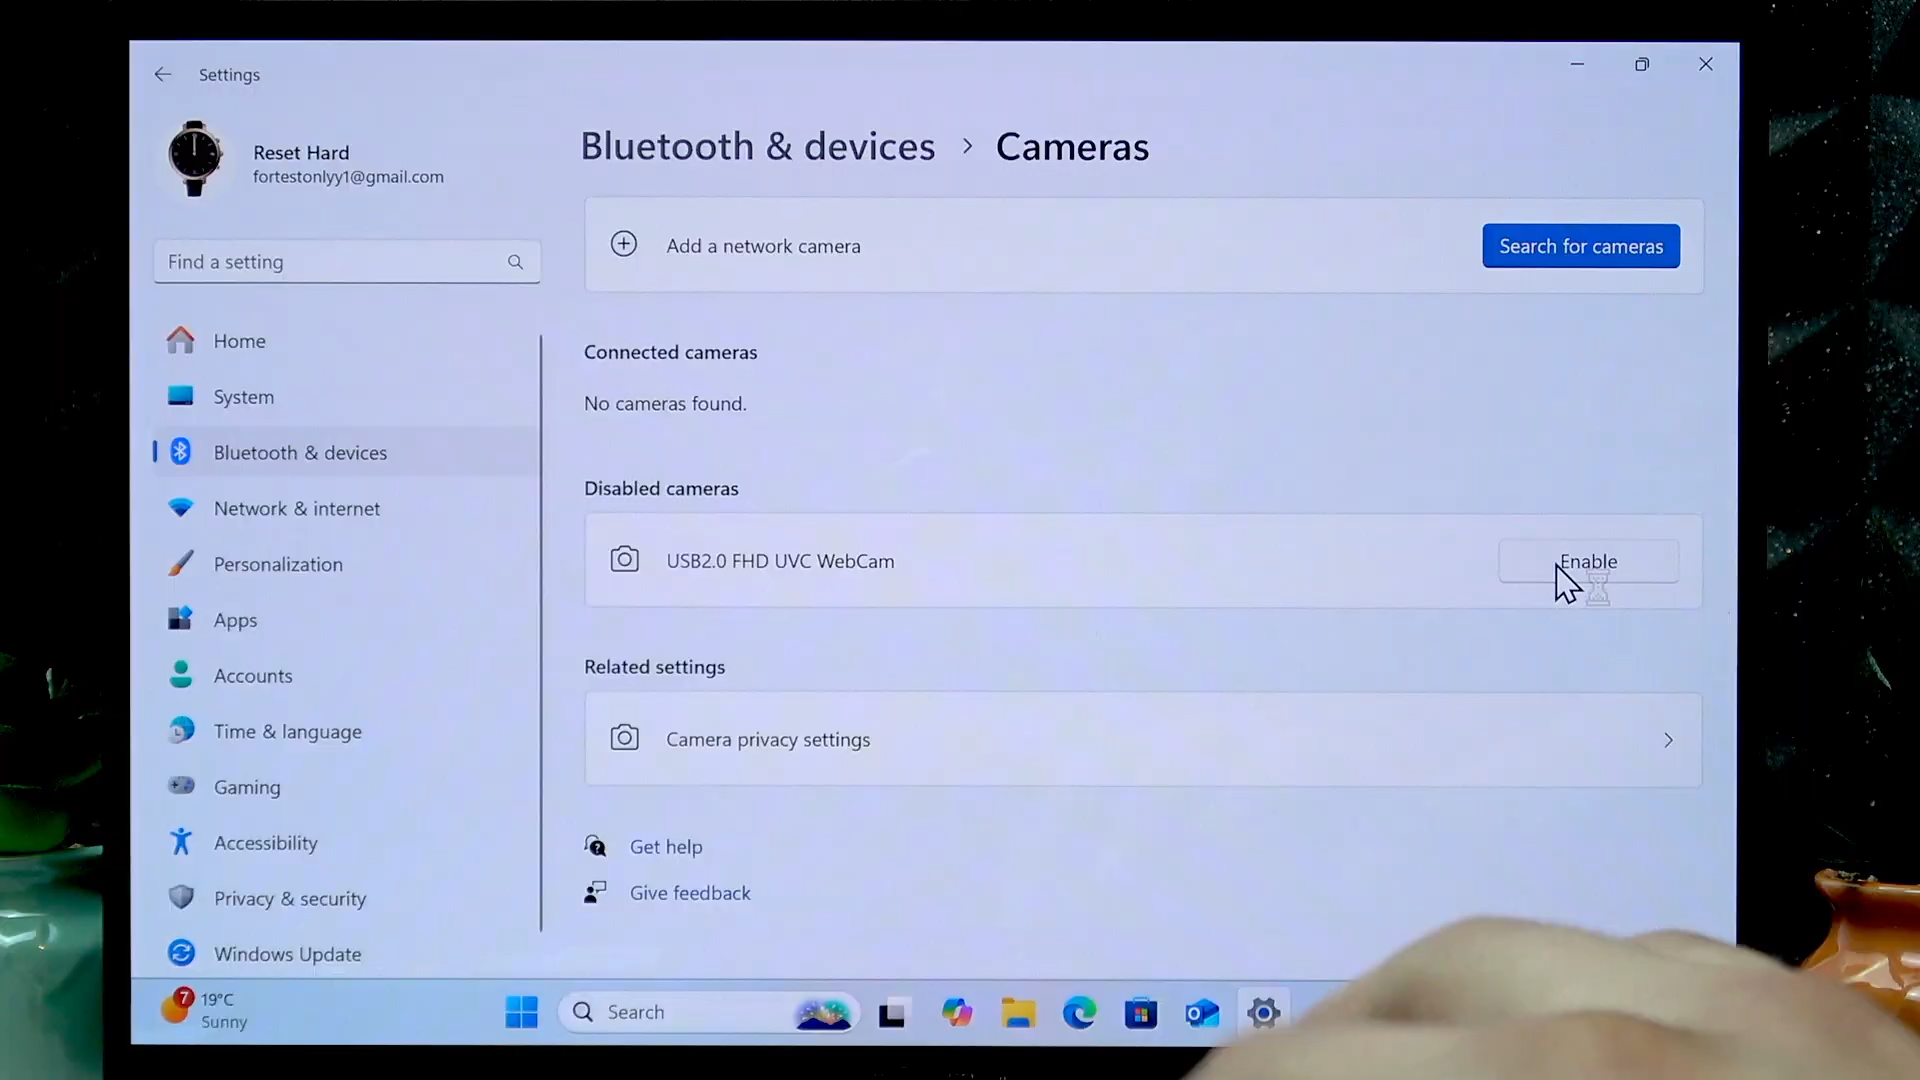 Settings
Reset Hard
fortestonlyy1@gmail.com
Find a setting
Home
System
Bluetooth & devices
Network & internet
Personalization
Apps
Accounts
Time & language
Gaming
Accessibility
Privacy & security
Windows Update
Bluetooth & devices > Cameras
Add a network camera
Search for cameras
Connected cameras
No cameras found.
Disabled cameras
USB2.0 FHD UVC WebCam
Enable
Related settings
Camera privacy settings
Get help
Give feedback
7
19°C
Sunny
Search